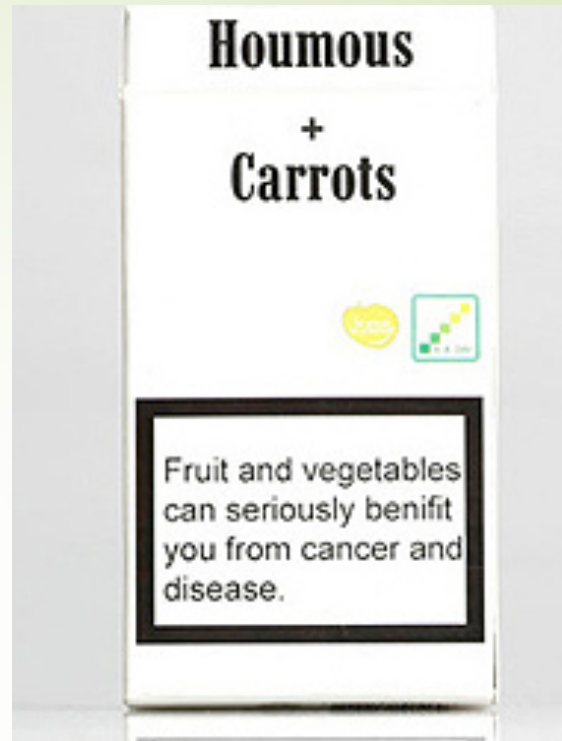 Houmous
+
Carrots
Fruit and vegetables
can seriously benifit
you from cancer and
disease.